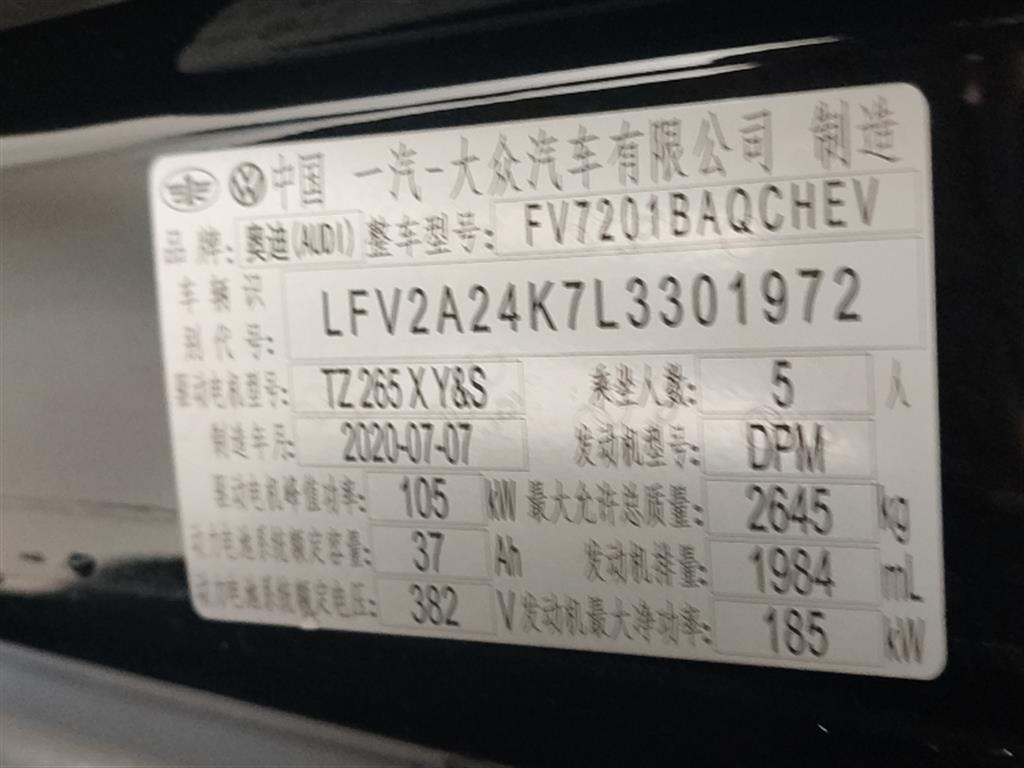 中国 一汽-大众汽车有限公司 制造
品牌: 奥迪(AUDI) 整车型号: FV7201BAQCHEV
车辆识别代号: LFV2A24K7L3301972
驱动电机型号: TZ265XY&S 乘坐人数: 5 人
制造年月: 2020-07-07 发动机型号: DPM
驱动电机峰值功率: 105 kW 最大允许总质量: 2645 kg
动力电池系统额定容量: 37 Ah 发动机排量: 1984 mL
动力电池系统额定电压: 382 V 发动机最大净功率: 185 kW